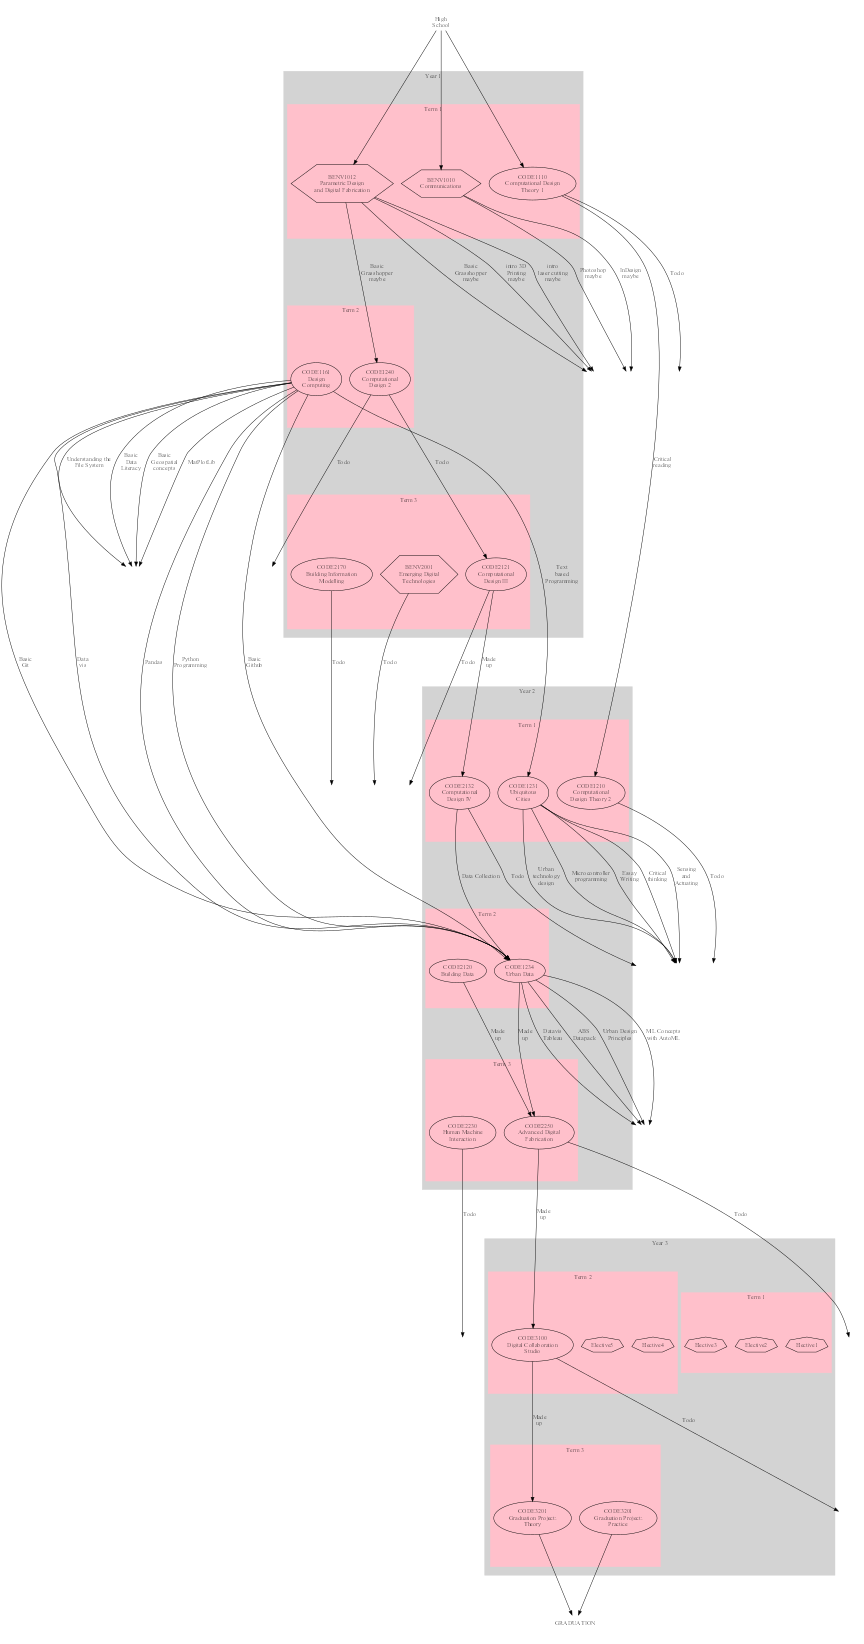 High
School
Year 1
Term 1
BENV1012
Parametric Design
and Digital Fabrication
BENV1010
Communications
CODE1110
Computational Design
Theory 1
Basic
Grasshopper
maybe
Basic
Grasshopper
maybe
intro 3D
Printing
maybe
intro
laser cutting
maybe
Photoshop
maybe
InDesign
maybe
Todo
Term 2
CODE1161
Design
Computing
CODE1240
Computational
Design 2
Understanding the
File System
Basic
Data
Literacy
Basic
Geospatial
concepts
MatPlotLib
Todo
Todo
Critical
reading
Term 3
CODE2170
Building Information
Modelling
BENV2001
Emerging Digital
Technologies
CODE2121
Computational
Design III
Text
based
Programming
Basic
Git
Data
vis
Pandas
Python
Programming
Basic
Github
Todo
Todo
Todo
Made
up
Year 2
Term 1
CODE2132
Computational
Design IV
CODE1231
Ubiquitous
Cities
CODE1210
Computational
Design Theory 2
Data Collection
Todo
Urban
technology
design
Microcontroller
programming
Essay
Writing
Critical
thinking
Sensing
and
Actuating
Todo
Term 2
CODE2120
Building Data
CODE1234
Urban Data
Made
up
Made
up
Datavis
Tableau
ABS
Datapack
Urban Design
Principles
ML Concepts
with AutoML
Term 3
CODE2230
Human Machine
Interaction
CODE2250
Advanced Digital
Fabrication
Todo
Made
up
Todo
Year 3
Term 2
Term 1
CODE3100
Digital Collaboration
Studio
Elective5
Elective4
Elective3
Elective2
Elective1
Made
up
Todo
Term 3
CODE3201
Graduation Project:
Theory
CODE3201
Graduation Project:
Practice
GRADUATION